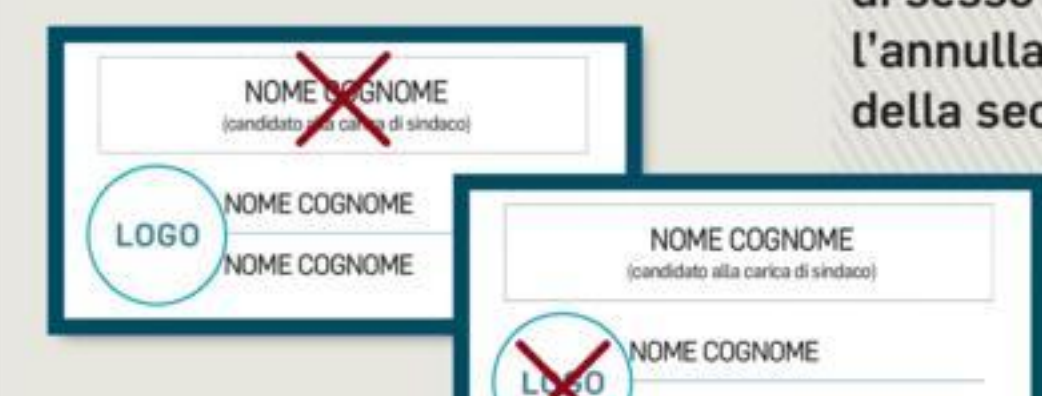 l'annulla
della sec
NOME COGNOME
(candidato alla carica di sindaco)
LOGO
NOME COGNOME
NOME COGNOME
NOME COGNOME
(candidato alla carica di sindaco)
LOGO
NOME COGNOME